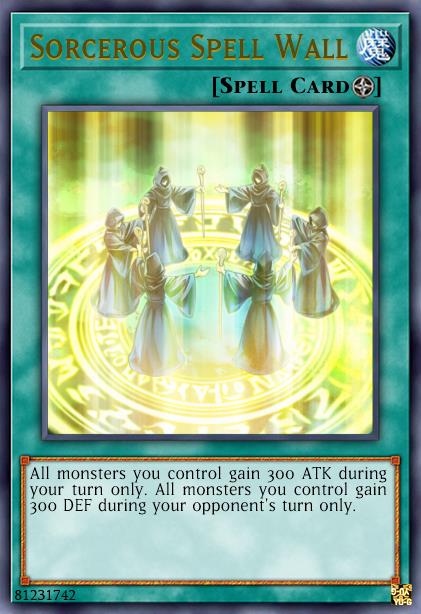 SORCEROUS SPELL WALL 魔
[SPELL CARD]
All monsters you control gain 300 ATK during
your turn only. All monsters you control gain
300 DEF during your opponent's turn only.
81231742